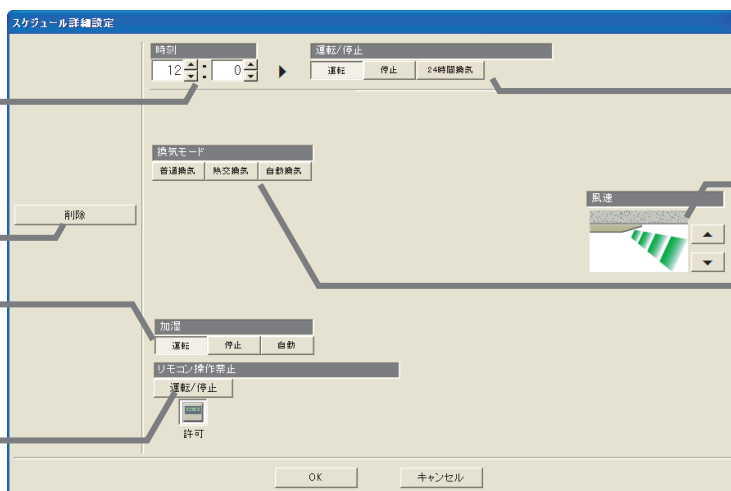 スケジュール詳細設定
時刻
運転/停止
12 : 0
運転 停止 24時間換気
換気モード
普通換気 熱交換気 自動換気
風速
削除
加湿
運転 停止 自動
リモコン操作禁止
運転/停止
許可
OK キャンセル